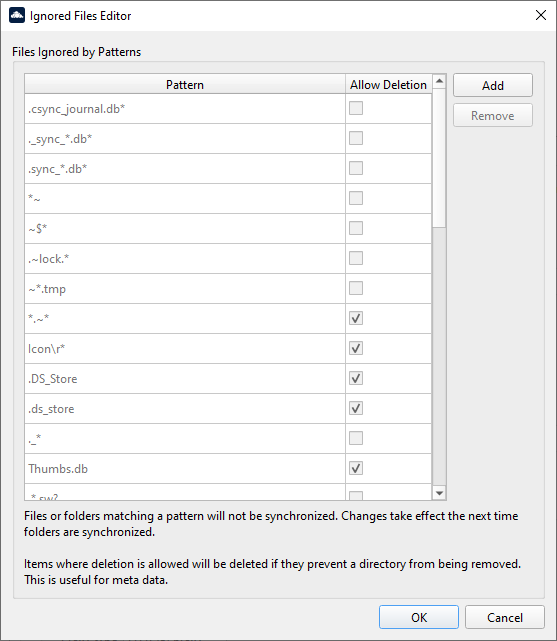 Ignored Files Editor
Files Ignored by Patterns
Pattern Allow Deletion
Add
.csync_journal.db*
Remove
._sync_*.db*
.sync_*.db*
*~
~$*
.~lock.*
~*.tmp
*.~*
Icon\r*
.DS_Store
.ds_store
._*
Thumbs.db
Files or folders matching a pattern will not be synchronized. Changes take effect the next time
folders are synchronized.
Items where deletion is allowed will be deleted if they prevent a directory from being removed.
This is useful for meta data.
OK Cancel